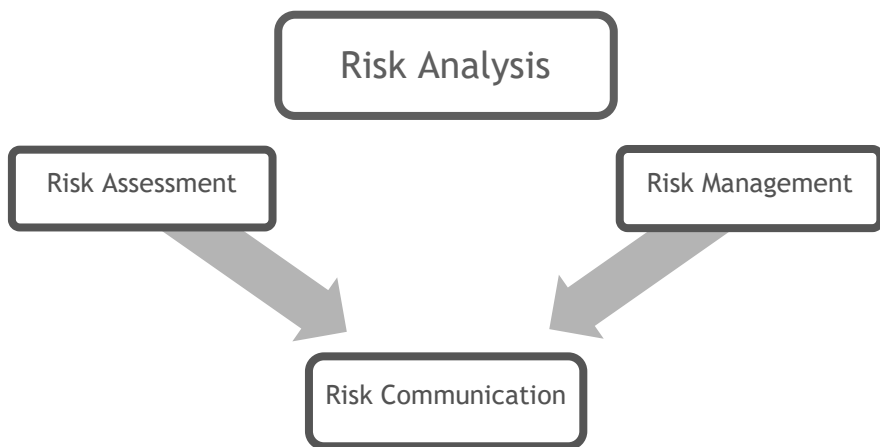 Risk Analysis
Risk Assessment
Risk Management
Risk Communication